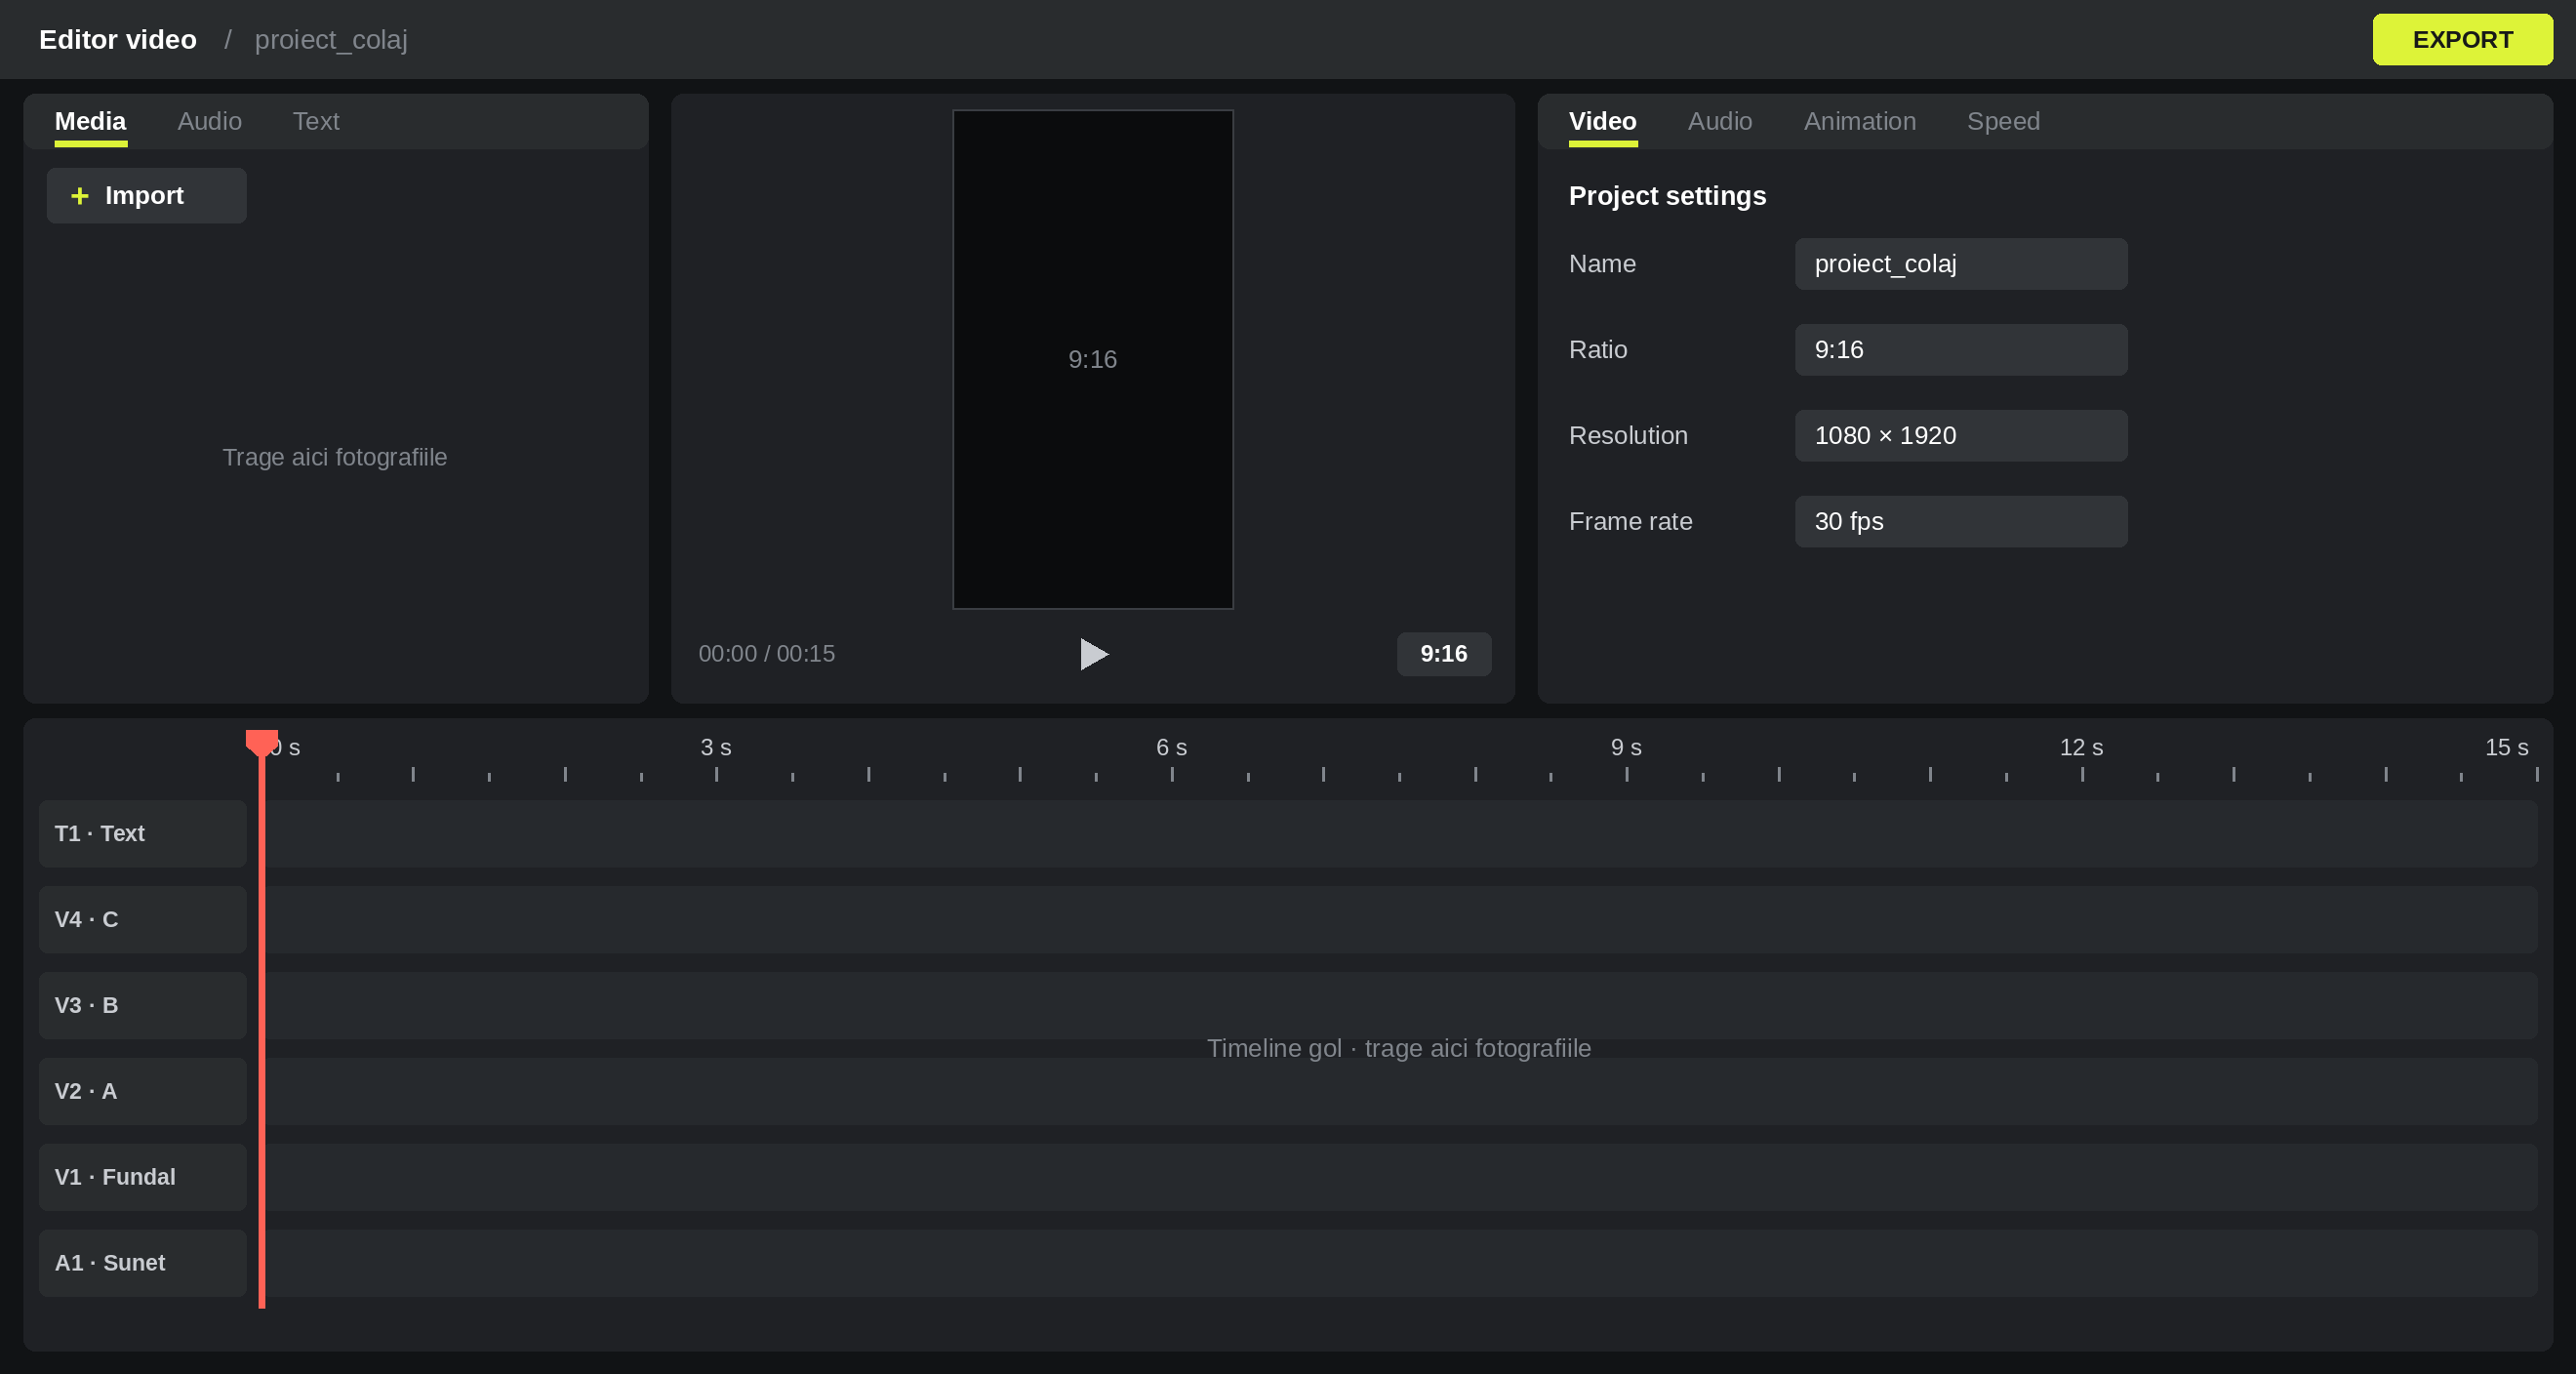 Editor video / proiect_colaj
EXPORT
Media Audio Text
+ Import
Trage aici fotografiile
9:16
00:00 / 00:15
9:16
Video Audio Animation Speed
Project settings
Name proiect_colaj
Ratio 9:16
Resolution 1080 × 1920
Frame rate 30 fps
0 s 3 s 6 s 9 s 12 s 15 s
T1 · Text
V4 · C
V3 · B
Timeline gol · trage aici fotografiile
V2 · A
V1 · Fundal
A1 · Sunet